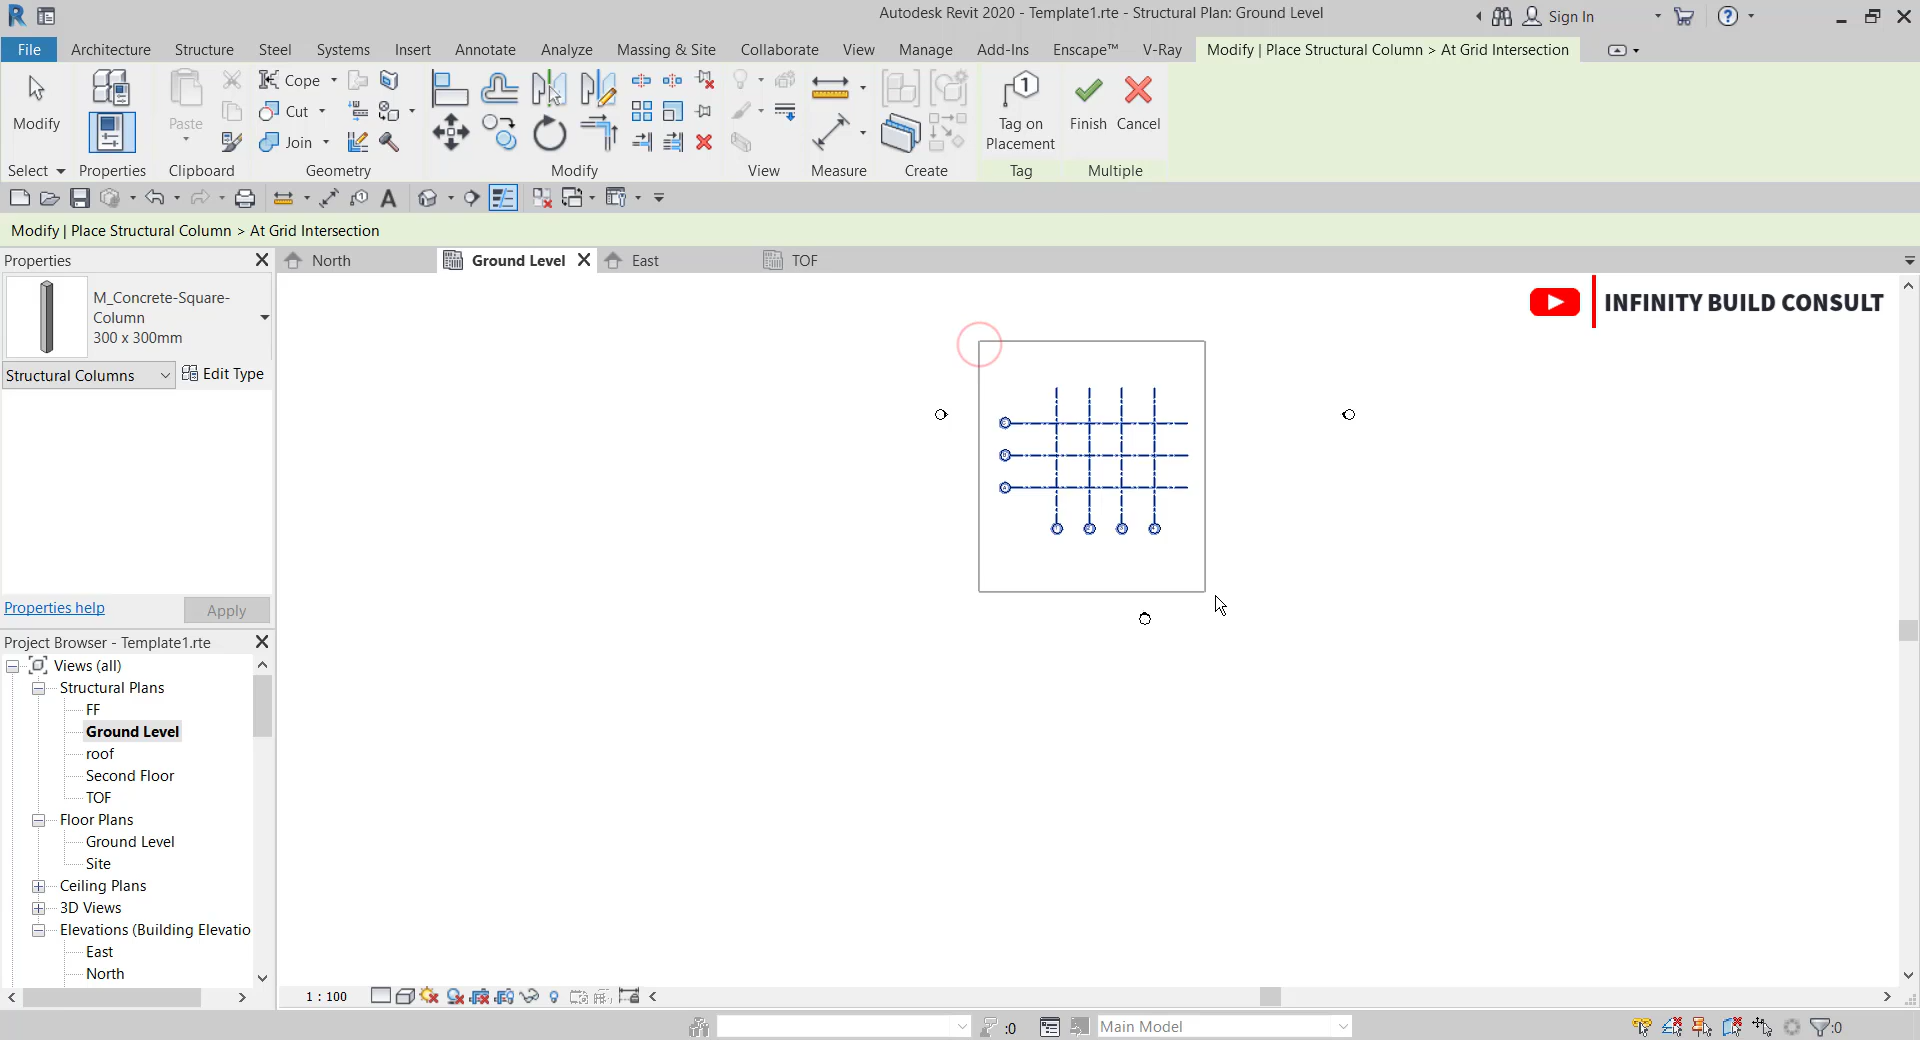 Autodesk Revit 2020 - Template1.rte - Structural Plan: Ground Level
Sign In
File Architecture Structure Steel Systems Insert Annotate Analyze Massing & Site Collaborate View Manage Add-Ins Enscape™ V-Ray Modify | Place Structural Column > At Grid Intersection
Modify
Paste
Cope
Cut
Join
Tag on
Placement
Finish
Cancel
Select Properties Clipboard Geometry Modify View Measure Create Tag Multiple
Modify | Place Structural Column > At Grid Intersection
Properties
North
Ground Level
East
TOF
M_Concrete-Square-
Column
300 x 300mm
Structural Columns
Edit Type
INFINITY BUILD CONSULT
Properties help
Apply
Project Browser - Template1.rte
Views (all)
Structural Plans
FF
Ground Level
roof
Second Floor
TOF
Floor Plans
Ground Level
Site
Ceiling Plans
3D Views
Elevations (Building Elevatio
East
North
1 : 100
:0
Main Model
:0